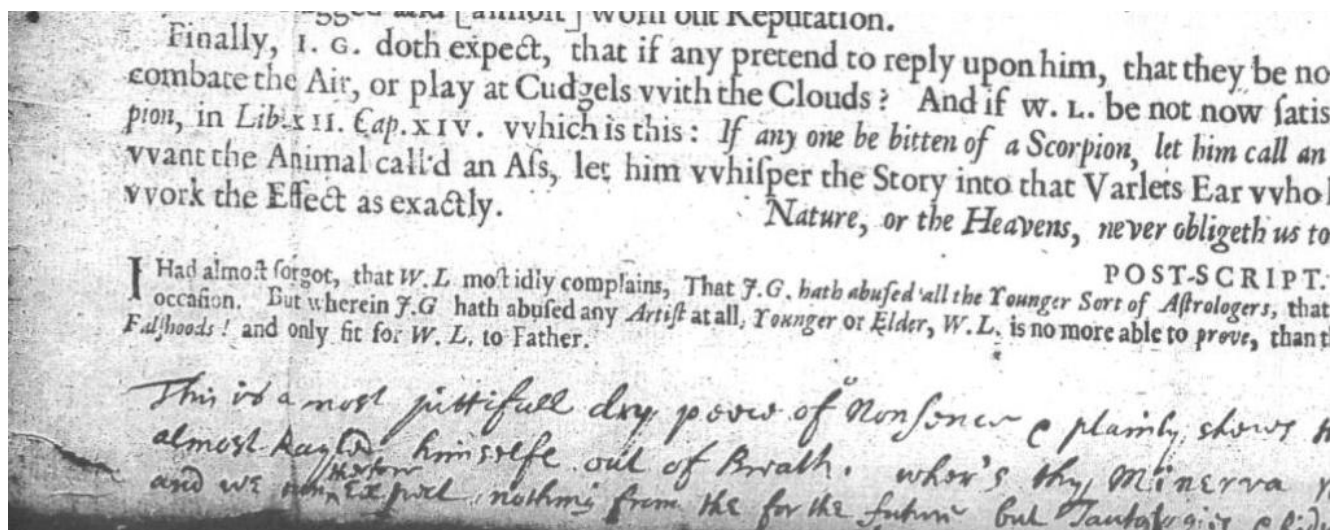 and [almost] worn out Reputation.
Finally, I. G. doth expect, that if any pretend to reply upon him, that they be no
combate the Air, or play at Cudgels vvith the Clouds? And if W. L. be not now ſatis
pion, in Lib. XII. Cap. XIV. vvhich is this: If any one be bitten of a Scorpion, let him call an
vvant the Animal call'd an Aſs, let him vvhiſper the Story into that Varlets Ear vvho
vvork the Effect as exactly. Nature, or the Heavens, never obligeth us to
POST-SCRIPT.
I Had almoſt forgot, that W. L moſt idly complains, That J.G. hath abuſed all the Younger Sort of Aſtrologers, that
occaſion. But wherein J.G hath abuſed any Artiſt at all, Younger or Elder, W. L. is no more able to prove, than
Falſhoods! and only fit for W. L. to Father.
This is a most pittifull dry of Nonſence & plainly shows
almost himselfe out of Breath. wher's thy Minerva
and we nothing from the for the future but